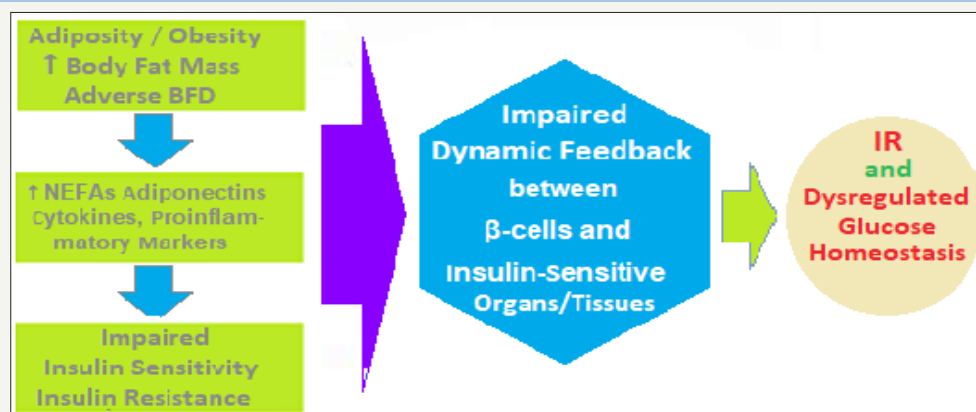 Adiposity / Obesity
↑ Body Fat Mass
Adverse BFD
↑ NEFAs Adiponectins
Cytokines, Proinflam-
matory Markers
Impaired
Insulin Sensitivity
Insulin Resistance
Impaired
Dynamic Feedback
between
β-cells and
Insulin-Sensitive
Organs/Tissues
IR
and
Dysregulated
Glucose
Homeostasis